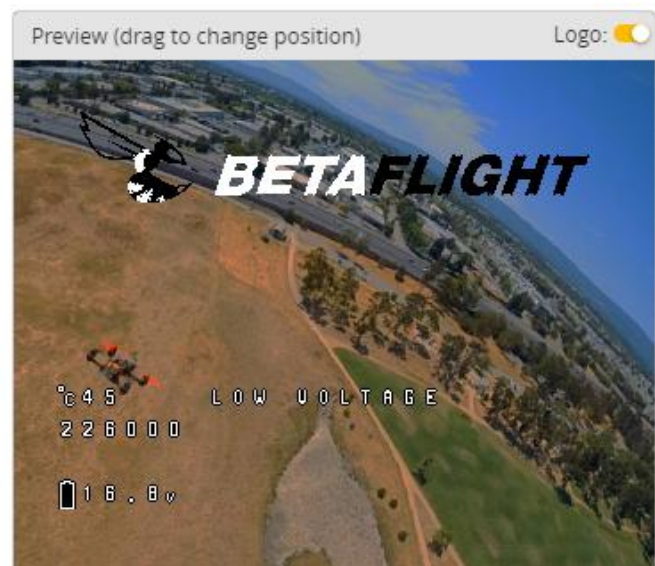 Preview (drag to change position) Logo:
BETAFLIGHT
°C45 LOW VOLTAGE
226000
16.8V